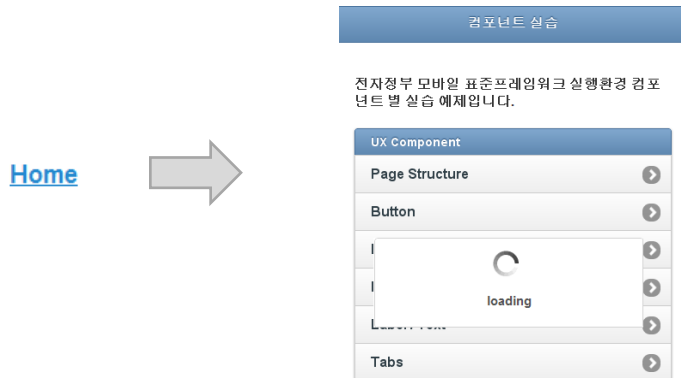 컴포넌트 실습
전자정부 모바일 표준프레임워크 실행환경 컴포
넌트 별 실습 예제입니다.
Home
UX Component
Page Structure
Button
loading
Tabs